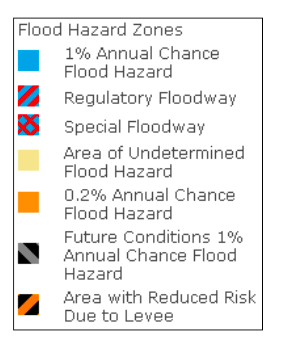 Flood Hazard Zones
1% Annual Chance
Flood Hazard
Regulatory Floodway
Special Floodway
Area of Undetermined
Flood Hazard
0.2% Annual Chance
Flood Hazard
Future Conditions 1%
Annual Chance Flood
Hazard
Area with Reduced Risk
Due to Levee